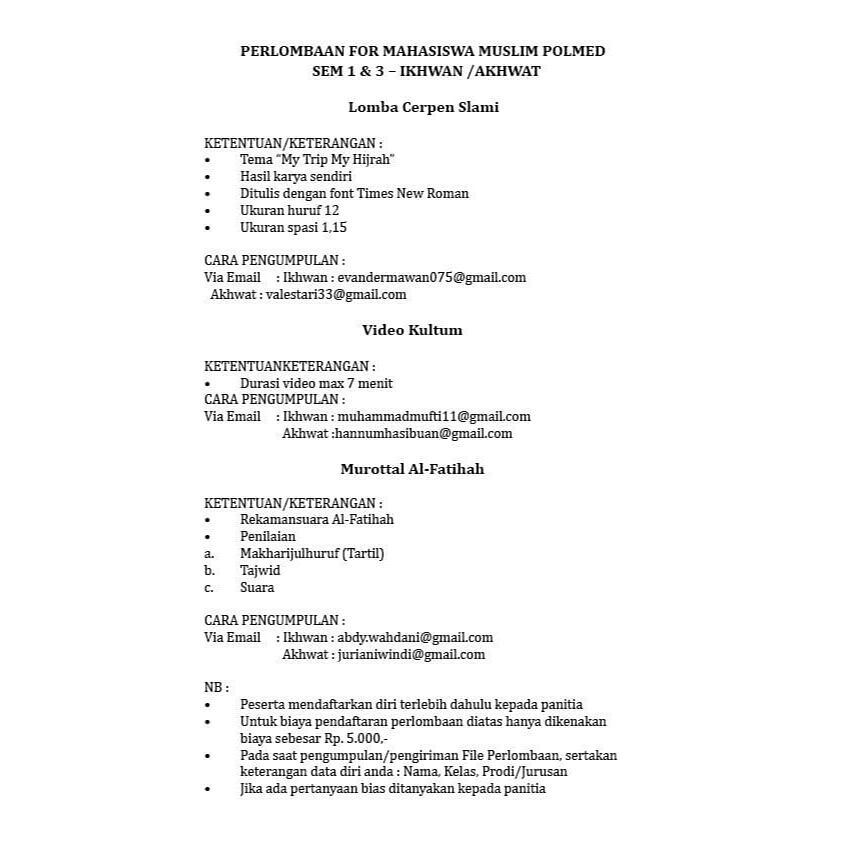 PERLOMBAAN FOR MAHASISWA MUSLIM POLMED
SEM 1 & 3 – IKHWAN /AKHWAT
Lomba Cerpen Slami
KETENTUAN/KETERANGAN :
• Tema “My Trip My Hijrah”
• Hasil karya sendiri
• Ditulis dengan font Times New Roman
• Ukuran huruf 12
• Ukuran spasi 1,15
CARA PENGUMPULAN :
Via Email : Ikhwan : evandermawan075@gmail.com
Akhwat : valestari33@gmail.com
Video Kultum
KETENTUANKETERANGAN :
• Durasi video max 7 menit
CARA PENGUMPULAN :
Via Email : Ikhwan : muhammadmufti11@gmail.com
Akhwat :hannumhasibuan@gmail.com
Murottal Al-Fatihah
KETENTUAN/KETERANGAN :
• Rekamansuara Al-Fatihah
• Penilaian
a. Makharijulhuruf (Tartil)
b. Tajwid
c. Suara
CARA PENGUMPULAN :
Via Email : Ikhwan : abdy.wahdani@gmail.com
Akhwat : jurianiwindi@gmail.com
NB :
• Peserta mendaftarkan diri terlebih dahulu kepada panitia
• Untuk biaya pendaftaran perlombaan diatas hanya dikenakan
biaya sebesar Rp. 5.000,-
• Pada saat pengumpulan/pengiriman File Perlombaan, sertakan
keterangan data diri anda : Nama, Kelas, Prodi/Jurusan
• Jika ada pertanyaan bias ditanyakan kepada panitia